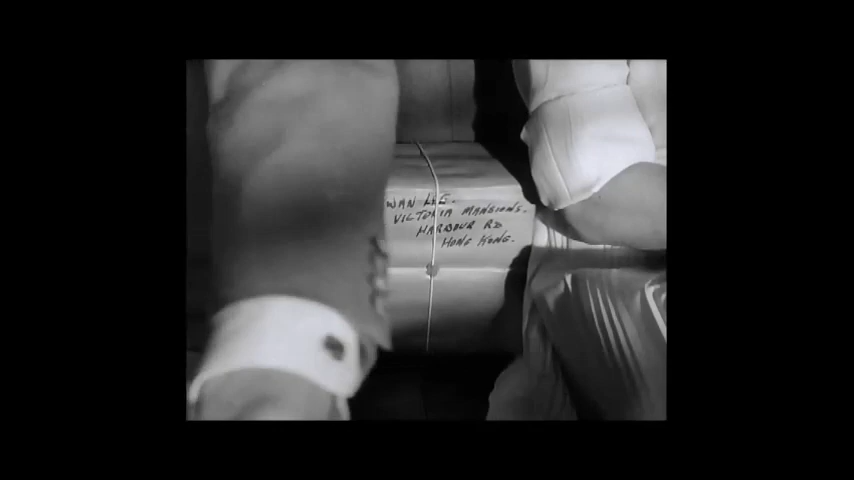 WAN LEE.
VICTORIA MANSIONS.
HARBOUR RD
HONG KONG.